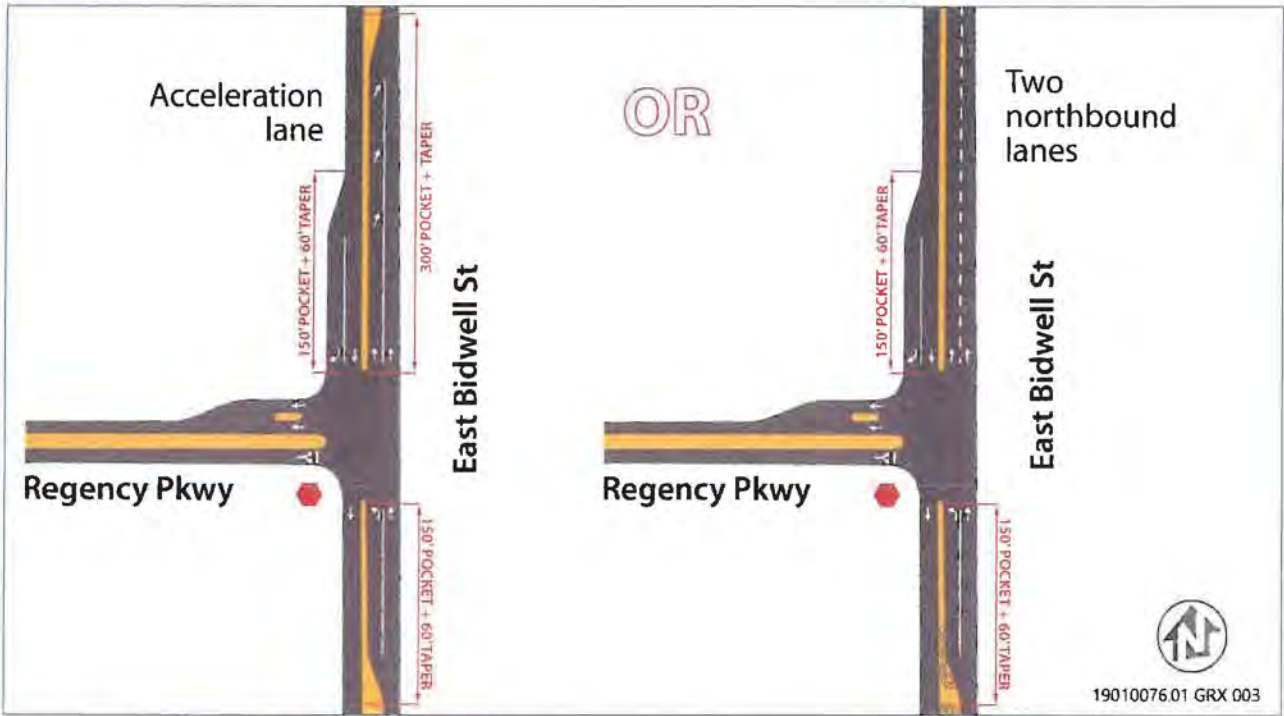 Acceleration
lane
150' POCKET + 60' TAPER
300' POCKET + TAPER
East Bidwell St
Regency Pkwy
150' POCKET + 60' TAPER
OR
Two
northbound
lanes
150' POCKET + 60' TAPER
East Bidwell St
Regency Pkwy
150' POCKET + 60' TAPER
N
19010076.01 GRX 003